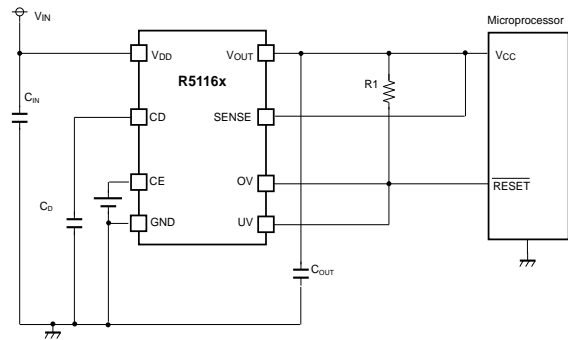 VIN
Microprocessor
VDD
VOUT
VCC
R5116x
R1
CIN
CD
SENSE
CE
OV
RESET
CD
GND
UV
COUT